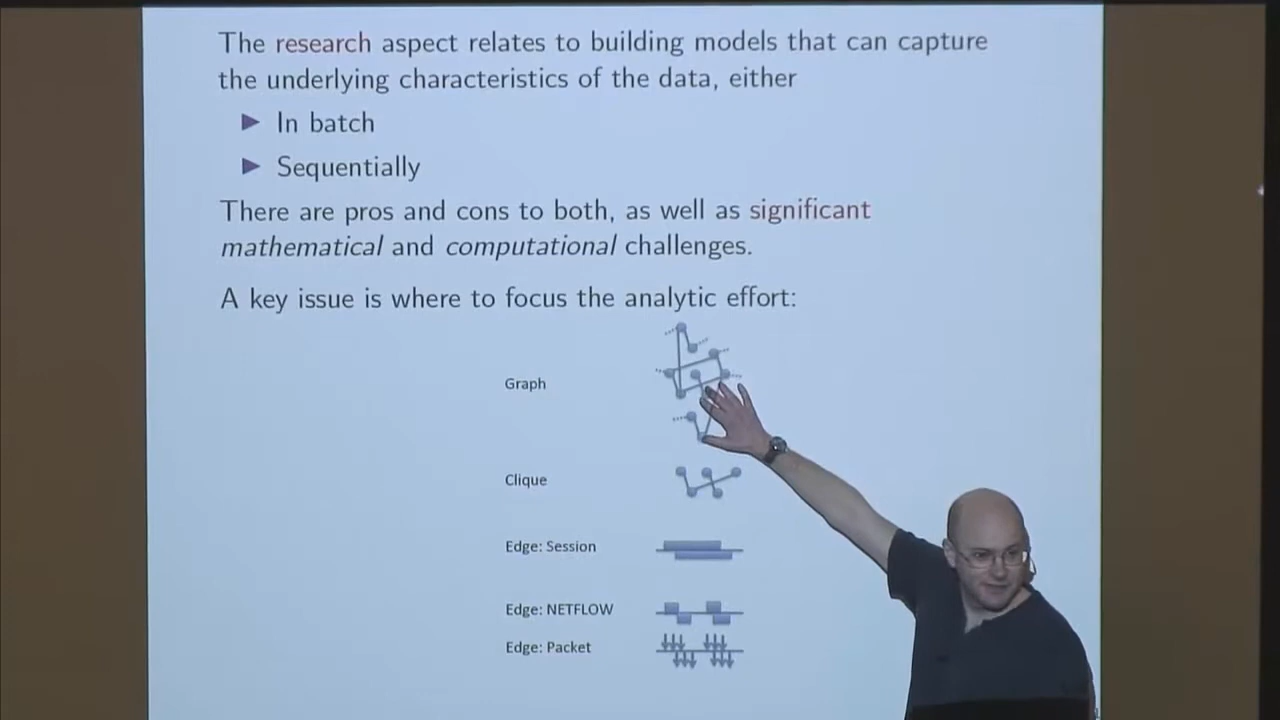 The research aspect relates to building models that can capture
the underlying characteristics of the data, either
In batch
Sequentially
There are pros and cons to both, as well as significant
mathematical and computational challenges.
A key issue is where to focus the analytic effort:
Graph
Clique
Edge: Session
Edge: NETFLOW
Edge: Packet